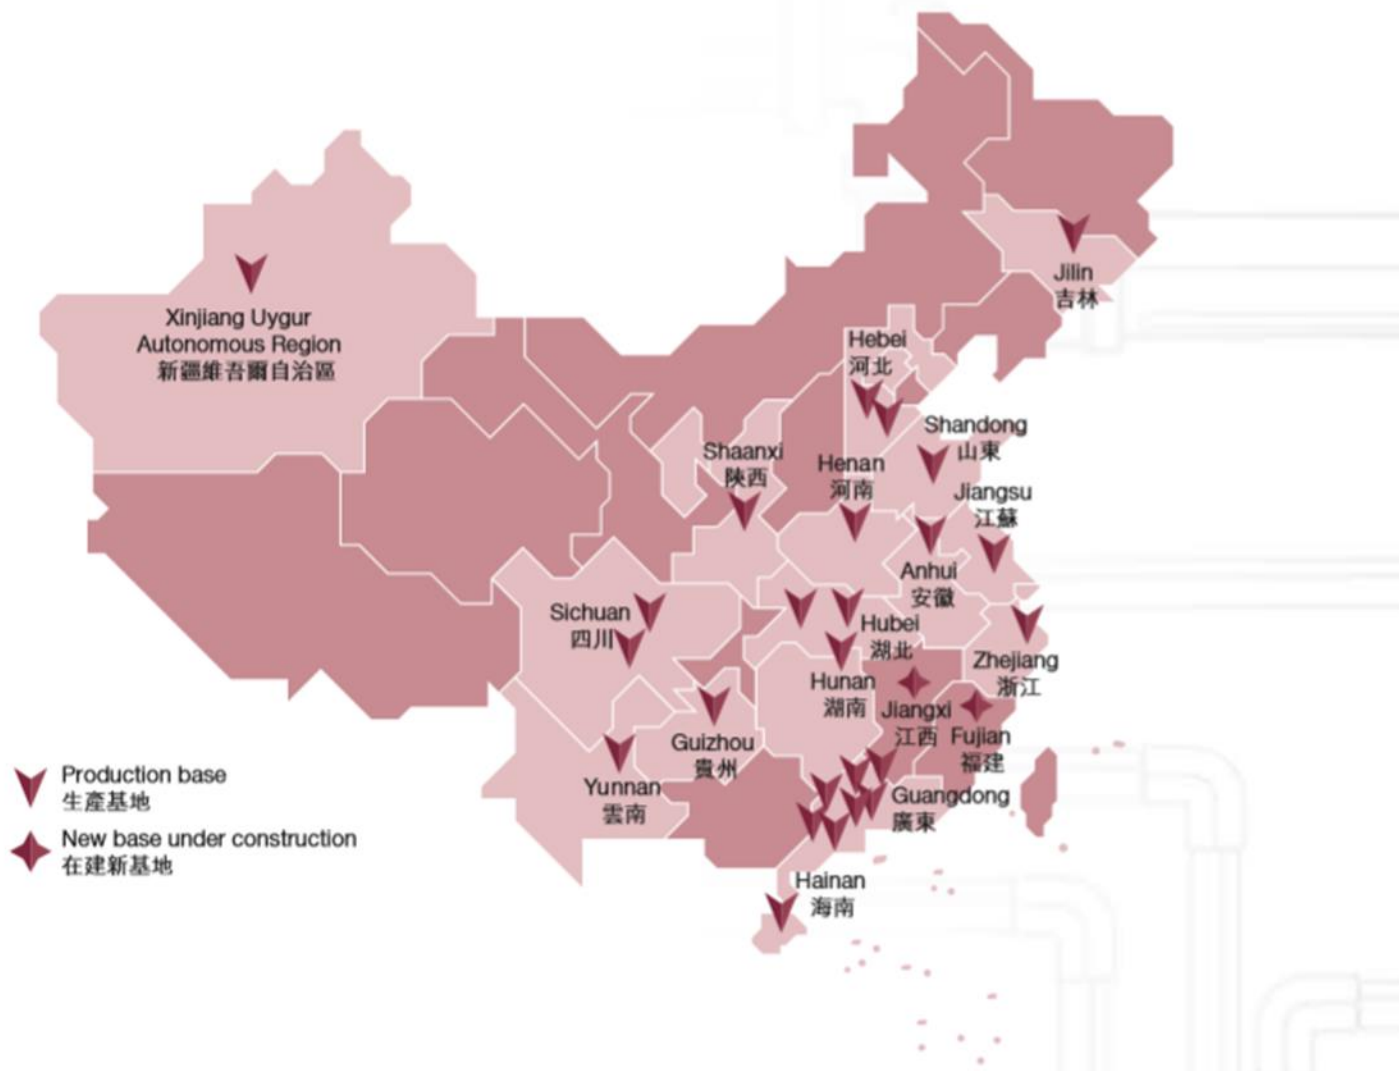 Jilin
吉林
Xinjiang Uygur
Autonomous Region
新疆維吾爾自治區
Hebei
河北
Shandong
山東
Shaanxi
陝西
Henan
河南
Jiangsu
江蘇
Anhui
安徽
Sichuan
四川
Hubei
湖北
Zhejiang
浙江
Hunan
湖南
Jiangxi
江西
Fujian
福建
Guizhou
貴州
Yunnan
雲南
Guangdong
廣東
Hainan
海南
Production base
生產基地
New base under construction
在建新基地